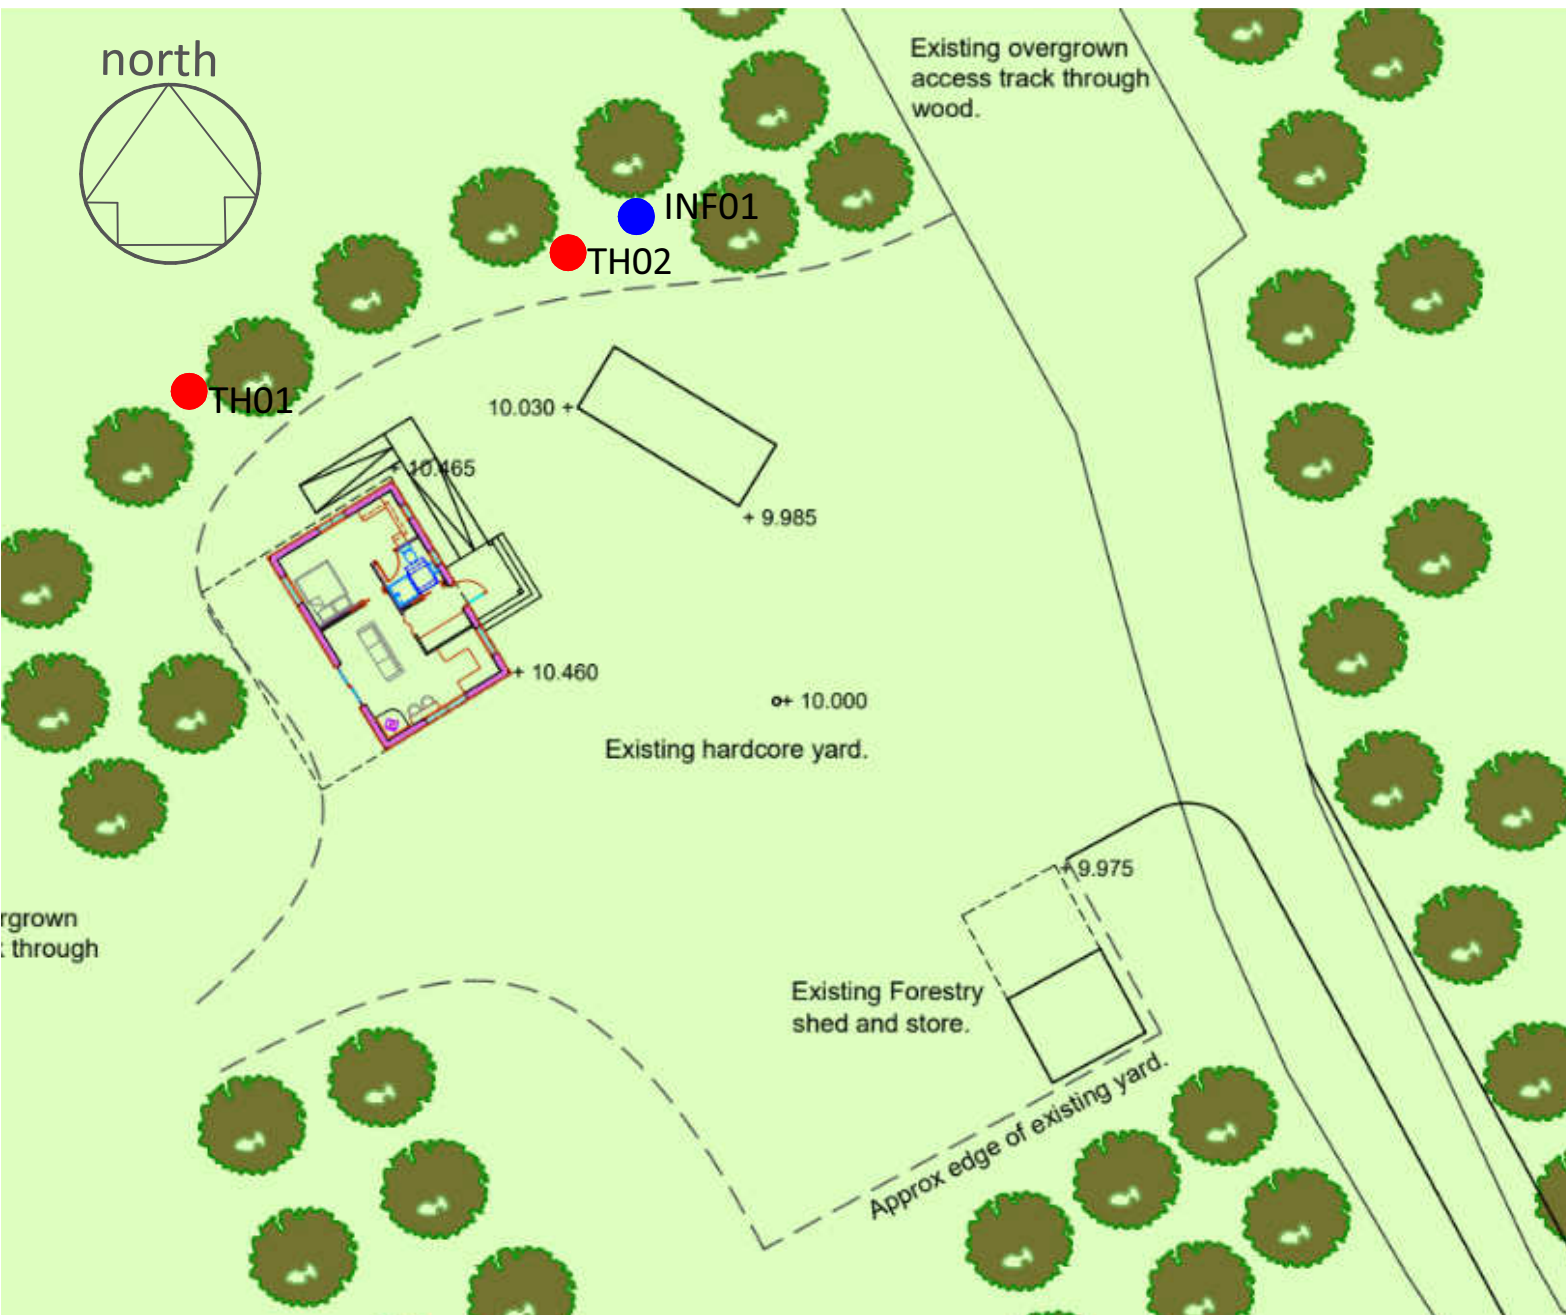 north
Existing overgrown
access track through
wood.
INF01
TH02
TH01
10.030 +
+ 10.465
+ 9.985
+ 10.460
+ 10.000
Existing hardcore yard.
+ 9.975
rgrown
through
Existing Forestry
shed and store.
Approx edge of existing yard.